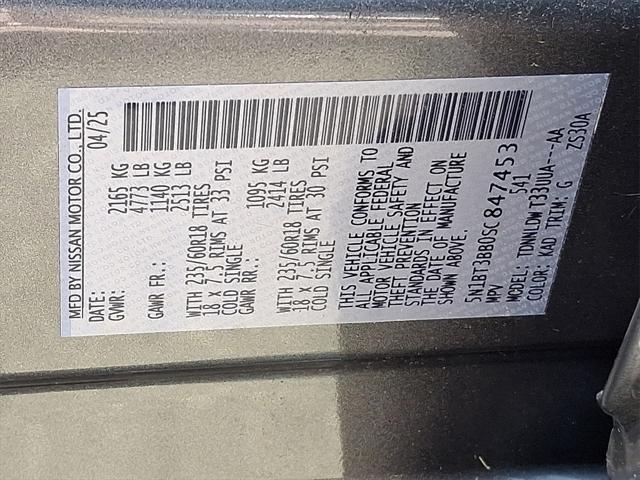 MFD BY NISSAN MOTOR CO., LTD.
DATE: 04/25
GVWR: 2165 KG
4773 LB
GAWR FR.: 1140 KG
2513 LB
WITH 235/60R18 TIRES
18 X 7.5 RIMS AT 33 PSI
COLD SINGLE
GAWR RR.: 1095 KG
2414 LB
WITH 235/60R18 TIRES
18 X 7.5 RIMS AT 30 PSI
COLD SINGLE
THIS VEHICLE CONFORMS TO
ALL APPLICABLE FEDERAL
MOTOR VEHICLE SAFETY AND
THEFT PREVENTION
STANDARDS IN EFFECT ON
THE DATE OF MANUFACTURE
SHOWN ABOVE.
5N1BT3BB0SC847453
MPV 541
MODEL: TDNNLDW T33UUA---AA
COLOR: KAD TRIM: G ZS30A